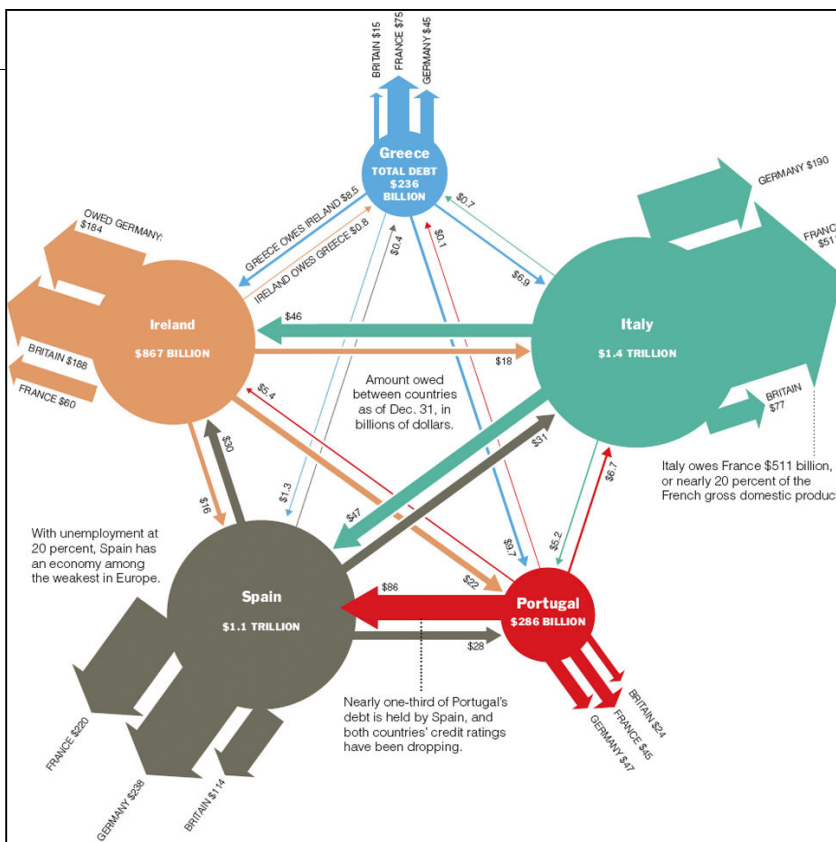 BRITAIN $15
FRANCE $75
GERMANY $45
Greece
TOTAL DEBT
$236
BILLION
GREECE OWES IRELAND $8.5
IRELAND OWES GREECE $0.8
$0.4
$0.1
$0.7
$6.9
GERMANY $190
FRANC
$511
OWED GERMANY:
$184
Ireland
$867 BILLION
BRITAIN $188
FRANCE $60
$46
$18
Italy
$1.4 TRILLION
BRITAIN
$77
Amount owed
between countries
as of Dec. 31, in
billions of dollars.
Italy owes France $511 billion,
or nearly 20 percent of the
French gross domestic product
$5.4
$30
$16
$1.3
$31
$47
$6.7
$5.2
$9.7
$22
With unemployment at
20 percent, Spain has
an economy among
the weakest in Europe.
Spain
$1.1 TRILLION
$86
$28
Portugal
$286 BILLION
Nearly one-third of Portugal's
debt is held by Spain, and
both countries' credit ratings
have been dropping.
FRANCE $220
GERMANY $238
BRITAIN $114
BRITAIN $24
FRANCE $45
GERMANY $47